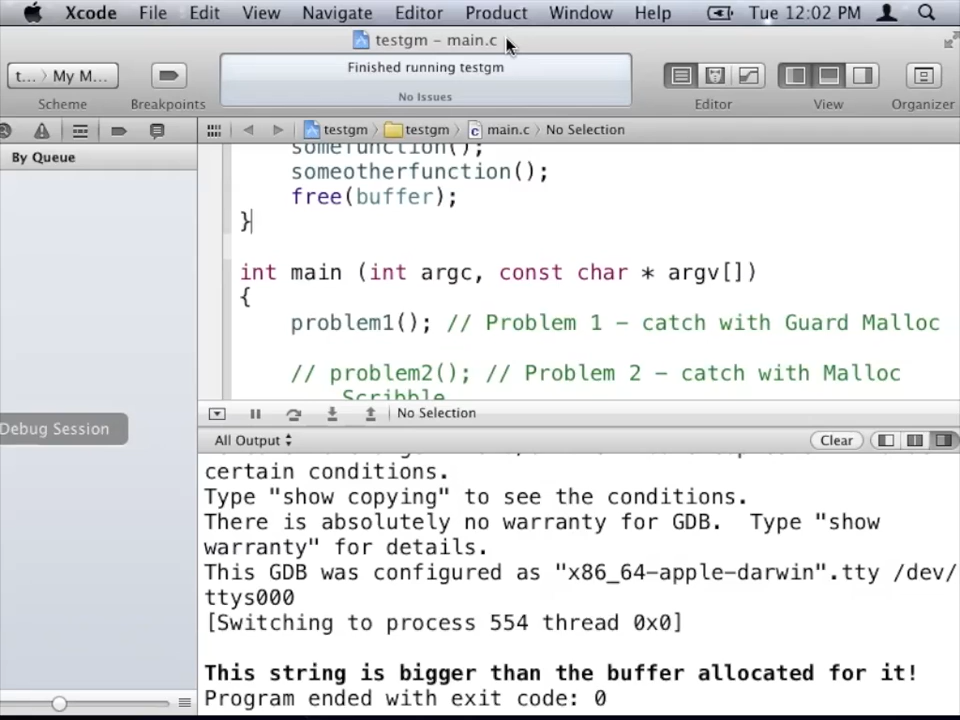 Xcode File Edit View Navigate Editor Product Window Help Tue 12:02 PM
testgm – main.c
Finished running testgm
t... › My M...
No Issues
Scheme Breakpoints Editor View Organizer
testgm › testgm › main.c › No Selection
By Queue
somefunction();
someotherfunction();
free(buffer);
}
int main (int argc, const char * argv[])
{
problem1(); // Problem 1 – catch with Guard Malloc
// problem2(); // Problem 2 – catch with Malloc
Scribble
No Selection
Debug Session
All Output Clear
certain conditions.
Type "show copying" to see the conditions.
There is absolutely no warranty for GDB.  Type "show
warranty" for details.
This GDB was configured as "x86_64-apple-darwin".tty /dev/
ttys000
[Switching to process 554 thread 0x0]
This string is bigger than the buffer allocated for it!
Program ended with exit code: 0